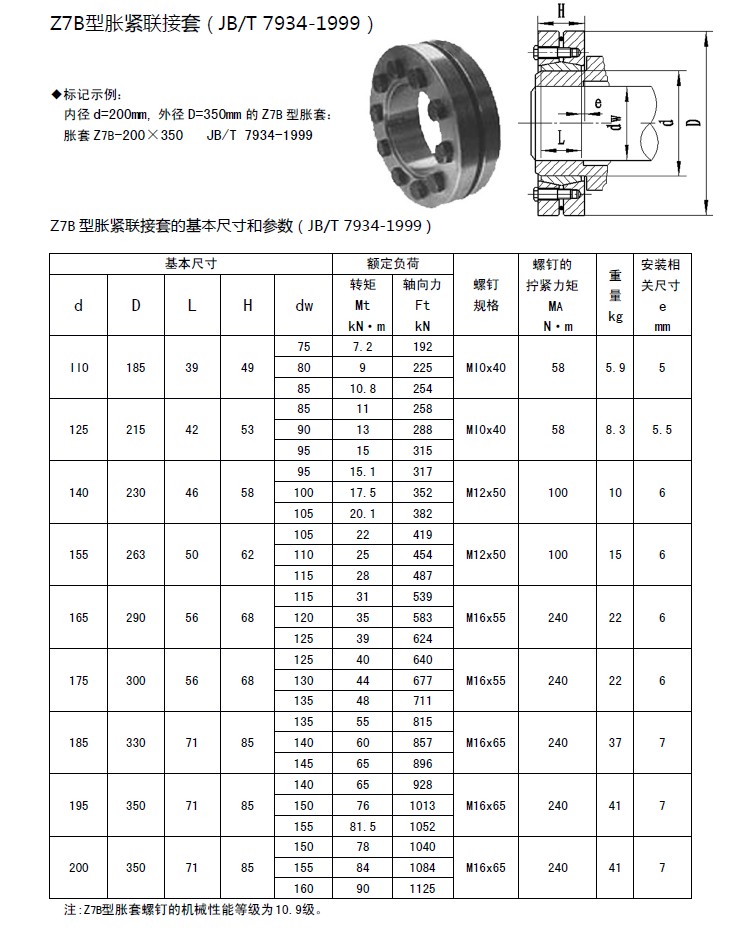 Z7B型胀紧联接套（JB/T 7934-1999）
◆标记示例:
内径 d=200mm, 外径 D=350mm 的 Z7B 型胀套:
胀套 Z7B-200×350 JB/T 7934-1999
H
e
L
dw
d
D
Z7B 型胀紧联接套的基本尺寸和参数（JB/T 7934-1999）
基本尺寸 额定负荷 螺钉规格 螺钉的拧紧力矩 MA N·m 重量 kg 安装相关尺寸 e mm
d D L H dw 转矩 Mt kN·m 轴向力 Ft kN
75 7.2 192
II0 185 39 49 80 9 225 MI0x40 58 5.9 5
85 10.8 254
85 11 258
125 215 42 53 90 13 288 MI0x40 58 8.3 5.5
95 15 315
95 15.1 317
140 230 46 58 100 17.5 352 M12x50 100 10 6
105 20.1 382
105 22 419
155 263 50 62 110 25 454 M12x50 100 15 6
115 28 487
115 31 539
165 290 56 68 120 35 583 M16x55 240 22 6
125 39 624
125 40 640
175 300 56 68 130 44 677 M16x55 240 22 6
135 48 711
135 55 815
185 330 71 85 140 60 857 M16x65 240 37 7
145 65 896
140 65 928
195 350 71 85 150 76 1013 M16x65 240 41 7
155 81.5 1052
150 78 1040
200 350 71 85 155 84 1084 M16x65 240 41 7
160 90 1125
注:Z7B型胀套螺钉的机械性能等级为10.9级。